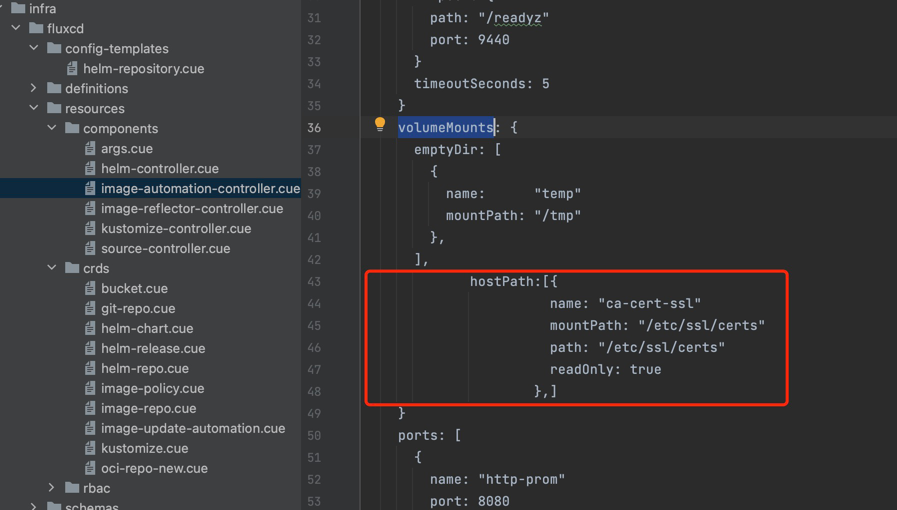 infra
fluxcd
config-templates
helm-repository.cue
definitions
resources
components
args.cue
helm-controller.cue
image-automation-controller.cue
image-reflector-controller.cue
kustomize-controller.cue
source-controller.cue
crds
bucket.cue
git-repo.cue
helm-chart.cue
helm-release.cue
helm-repo.cue
image-policy.cue
image-repo.cue
image-update-automation.cue
kustomize.cue
oci-repo-new.cue
rbac
schemas
31 path: "/readyz"
32 port: 9440
33 }
34 timeoutSeconds: 5
35 }
36 volumeMounts: {
37 emptyDir: [
38 {
39 name: "temp"
40 mountPath: "/tmp"
41 },
42 ],
43 hostPath:[{
44 name: "ca-cert-ssl"
45 mountPath: "/etc/ssl/certs"
46 path: "/etc/ssl/certs"
47 readOnly: true
48 },]
49 }
50 ports: [
51 {
52 name: "http-prom"
53 port: 8080